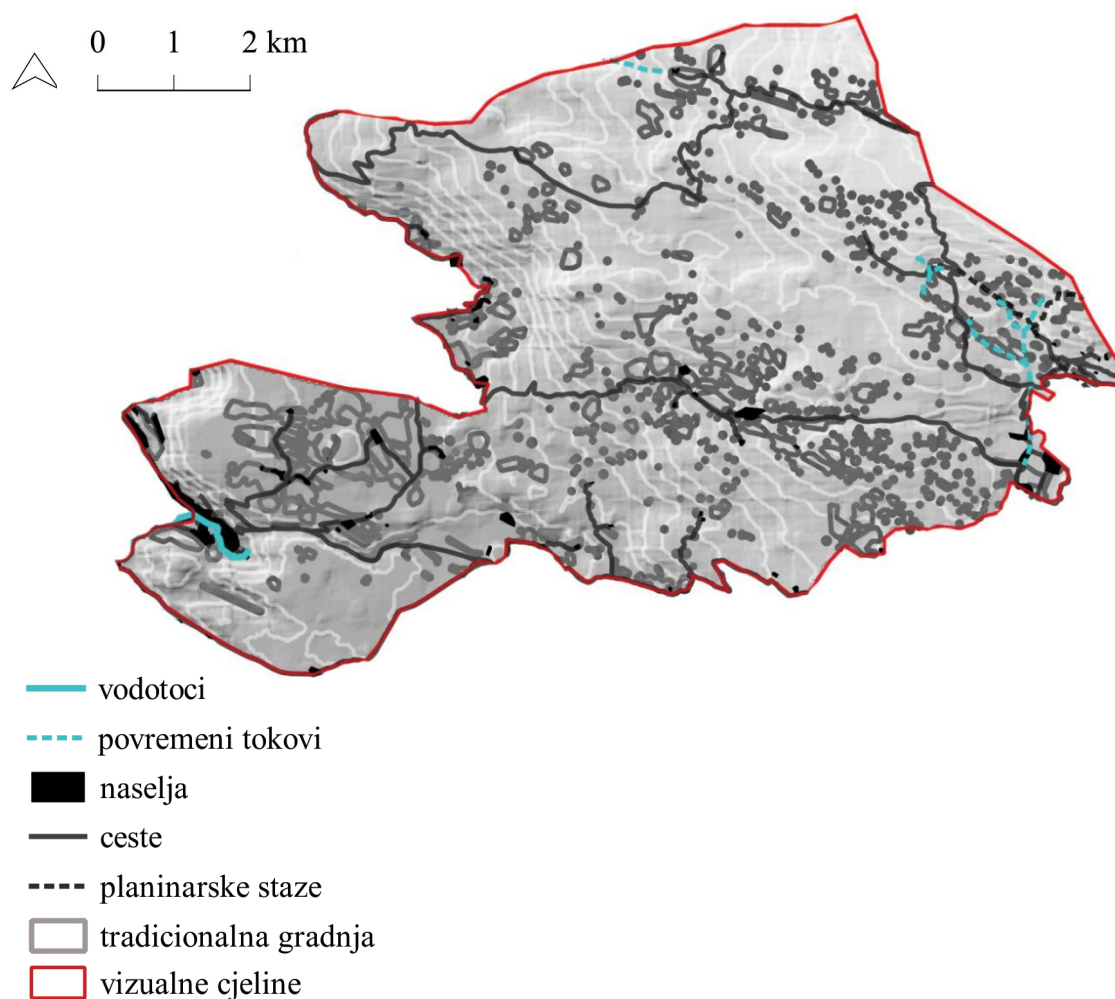 0 1 2 km
vodotoci
povremeni tokovi
naselja
ceste
planinarske staze
tradicionalna gradnja
vizualne cjeline